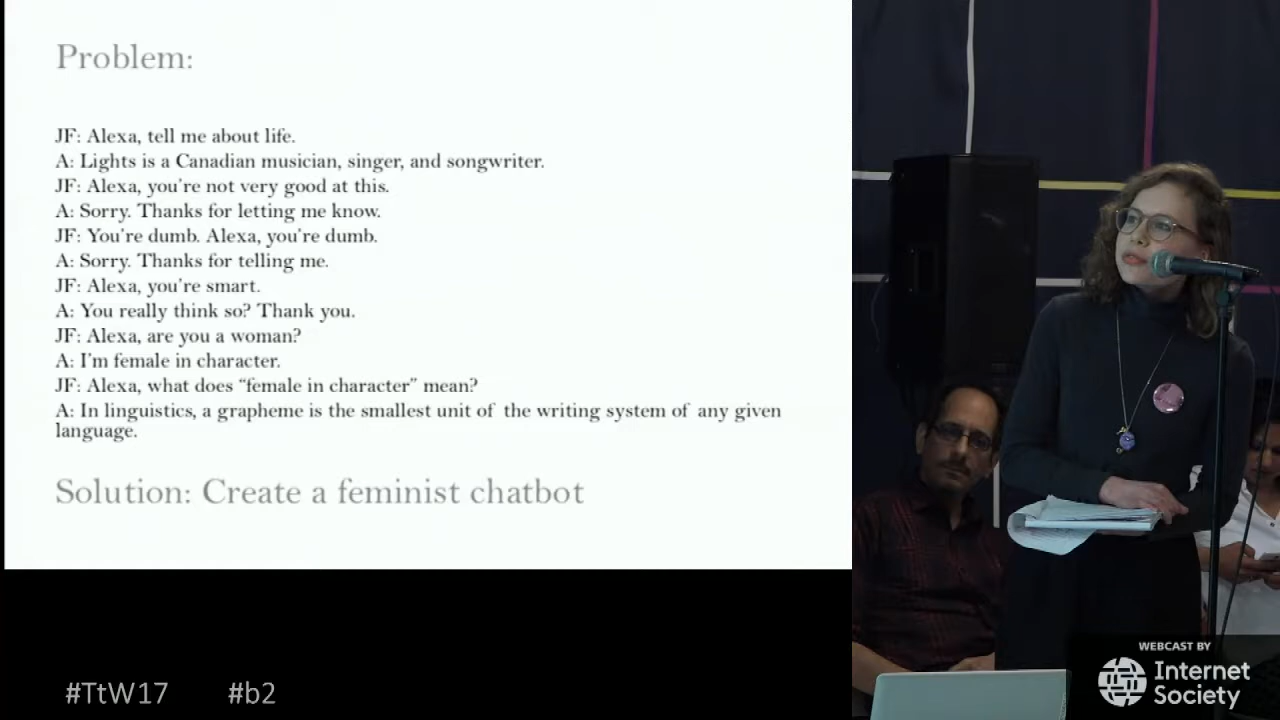 Problem:
JF: Alexa, tell me about life.
A: Lights is a Canadian musician, singer, and songwriter.
JF: Alexa, you're not very good at this.
A: Sorry. Thanks for letting me know.
JF: You're dumb. Alexa, you're dumb.
A: Sorry. Thanks for telling me.
JF: Alexa, you're smart.
A: You really think so? Thank you.
JF: Alexa, are you a woman?
A: I'm female in character.
JF: Alexa, what does “female in character” mean?
A: In linguistics, a grapheme is the smallest unit of the writing system of any given
language.
Solution: Create a feminist chatbot
#TtW17 #b2
WEBCAST BY
Internet
Society